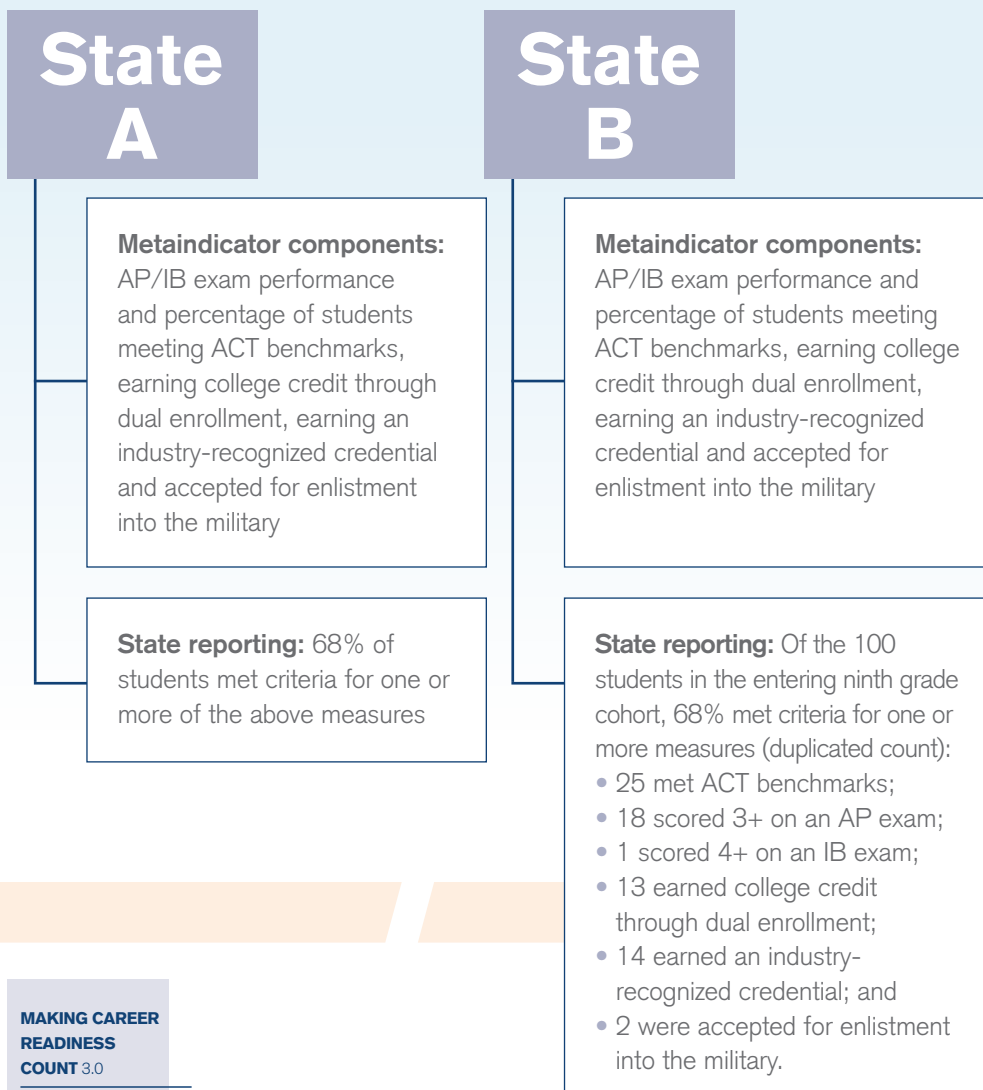 State
A
Metaindicator components:
AP/IB exam performance
and percentage of students
meeting ACT benchmarks,
earning college credit through
dual enrollment, earning an
industry-recognized credential
and accepted for enlistment
into the military
State reporting: 68% of
students met criteria for one or
more of the above measures
State
B
Metaindicator components:
AP/IB exam performance and
percentage of students meeting
ACT benchmarks, earning college
credit through dual enrollment,
earning an industry-recognized
credential and accepted for
enlistment into the military
State reporting: Of the 100
students in the entering ninth grade
cohort, 68% met criteria for one or
more measures (duplicated count):
• 25 met ACT benchmarks;
• 18 scored 3+ on an AP exam;
• 1 scored 4+ on an IB exam;
• 13 earned college credit
through dual enrollment;
• 14 earned an industry-
recognized credential; and
• 2 were accepted for enlistment
into the military.
MAKING CAREER
READINESS
COUNT 3.0